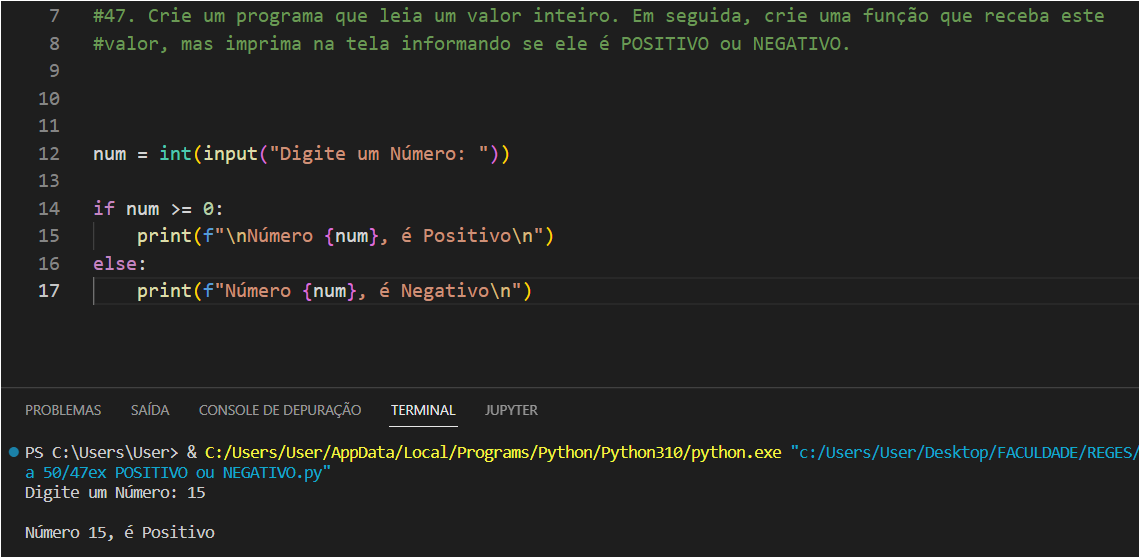 7 #47. Crie um programa que leia um valor inteiro. Em seguida, crie uma função que receba este
8 #valor, mas imprima na tela informando se ele é POSITIVO ou NEGATIVO.
9
10
11
12 num = int(input("Digite um Número: "))
13
14 if num >= 0:
15     print(f"\nNúmero {num}, é Positivo\n")
16 else:
17     print(f"Número {num}, é Negativo\n")
PROBLEMAS SAÍDA CONSOLE DE DEPURAÇÃO TERMINAL JUPYTER
PS C:\Users\User> & C:/Users/User/AppData/Local/Programs/Python/Python310/python.exe "c:/Users/User/Desktop/FACULDADE/REGES/
a 50/47ex POSITIVO ou NEGATIVO.py"
Digite um Número: 15
Número 15, é Positivo